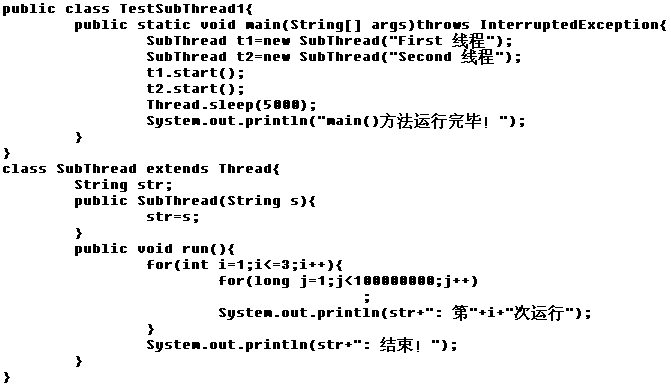 public class TestSubThread1{
        public static void main(String[] args)throws InterruptedException{
                SubThread t1=new SubThread("First 线程");
                SubThread t2=new SubThread("Second 线程");
                t1.start();
                t2.start();
                Thread.sleep(5000);
                System.out.println("main()方法运行完毕! ");
        }
}
class SubThread extends Thread{
        String str;
        public SubThread(String s){
                str=s;
        }
        public void run(){
                for(int i=1;i<=3;i++){
                        for(long j=1;j<100000000;j++)
                                        ;
                        System.out.println(str+": 第"+i+"次运行");
                }
                System.out.println(str+": 结束! ");
        }
}